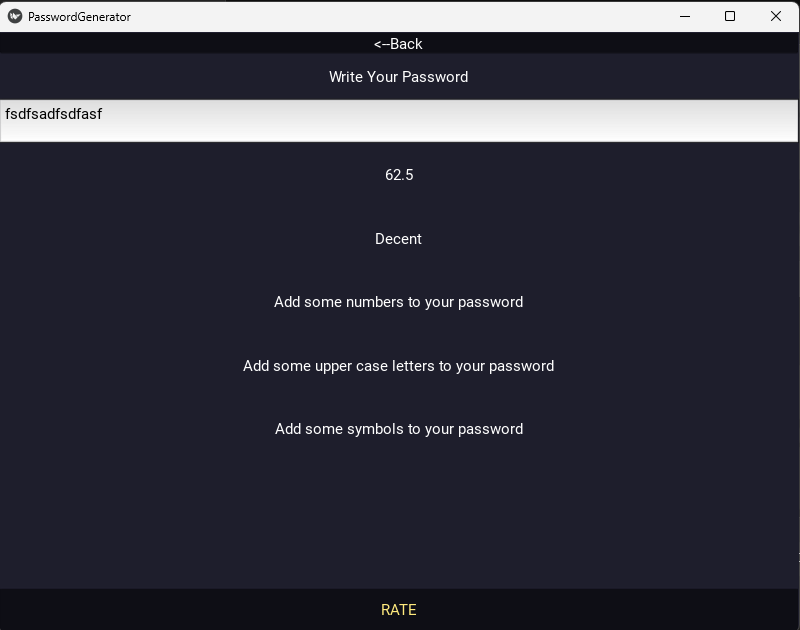 PasswordGenerator
<--Back
Write Your Password
fsdfsadfsdfasf
62.5
Decent
Add some numbers to your password
Add some upper case letters to your password
Add some symbols to your password
RATE